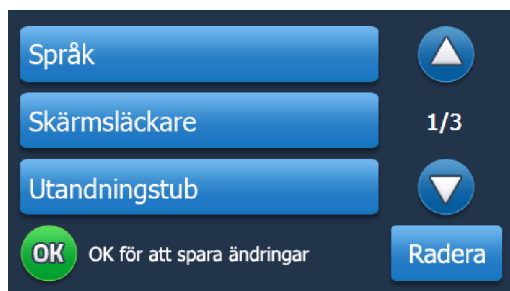 Språk
Skärmsläckare
1/3
Utandningstub
OK OK för att spara ändringar
Radera